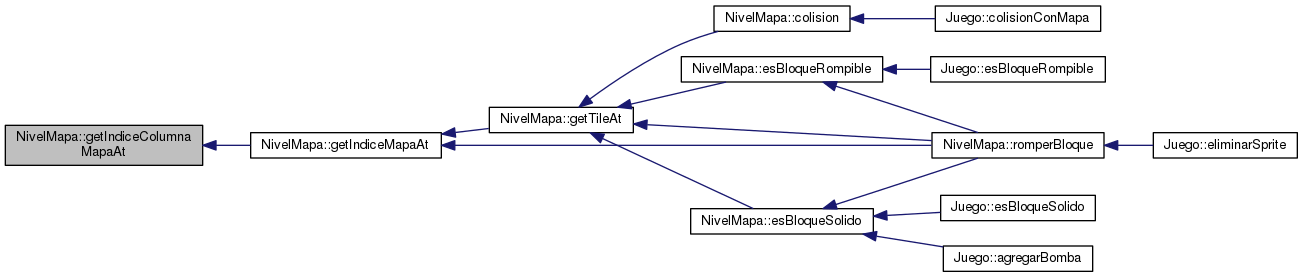 NivelMapa::getIndiceColumna
MapaAt
NivelMapa::getIndiceMapaAt
NivelMapa::getTileAt
NivelMapa::colision
Juego::colisionConMapa
NivelMapa::esBloqueRompible
Juego::esBloqueRompible
NivelMapa::romperBloque
Juego::eliminarSprite
NivelMapa::esBloqueSolido
Juego::esBloqueSolido
Juego::agregarBomba